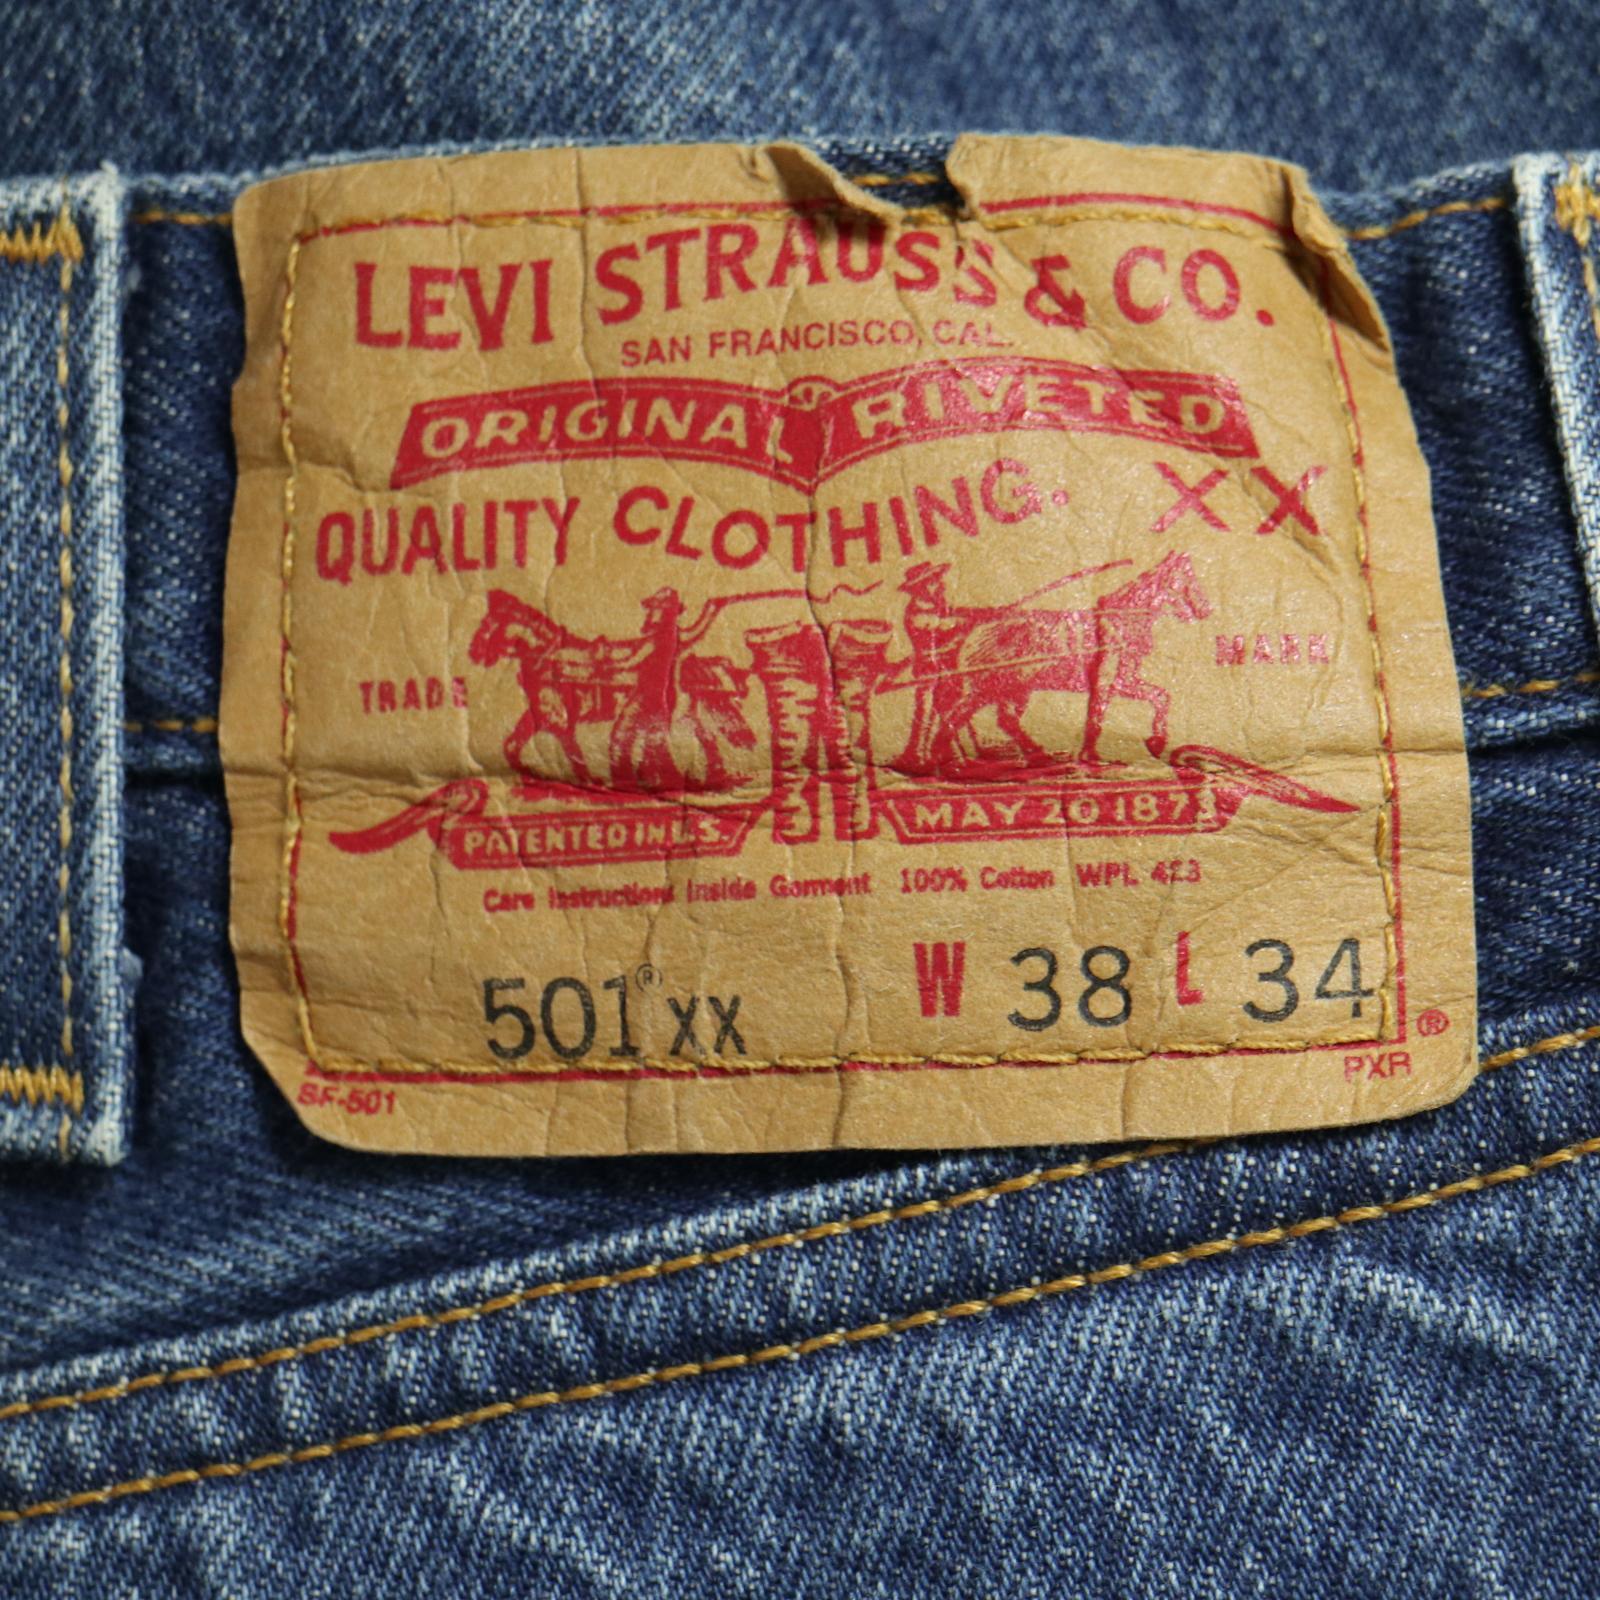 LEVI STRAUSS & CO.
SAN FRANCISCO, CAL.
ORIGINAL RIVETED
QUALITY CLOTHING. XX
TRADE MARK
PATENTED IN U.S. MAY 20 1873
Care Instructions Inside Garment 100% Cotton WPL 423
501® XX W 38 L 34
®
SF-501 PXR